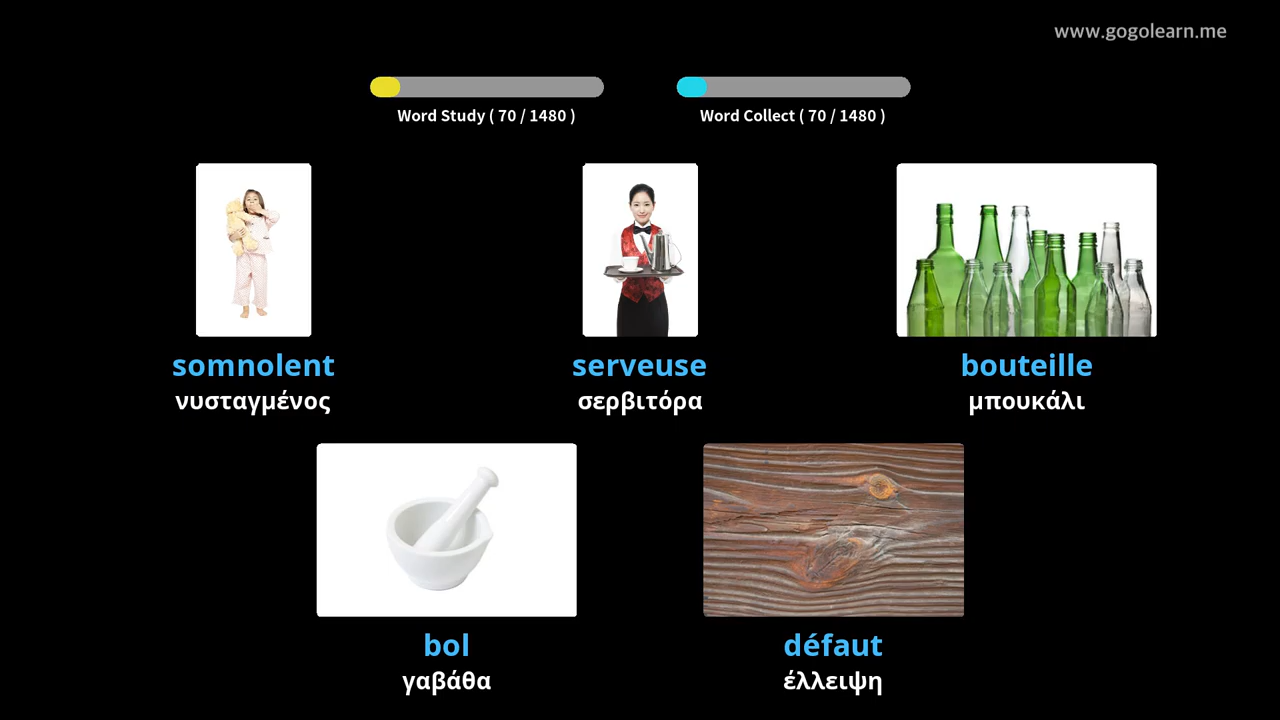 www.gogolearn.me
Word Study ( 70 / 1480 )
Word Collect ( 70 / 1480 )
somnolent
νυσταγμένος
serveuse
σερβιτόρα
bouteille
μπουκάλι
bol
γαβάθα
défaut
έλλειψη